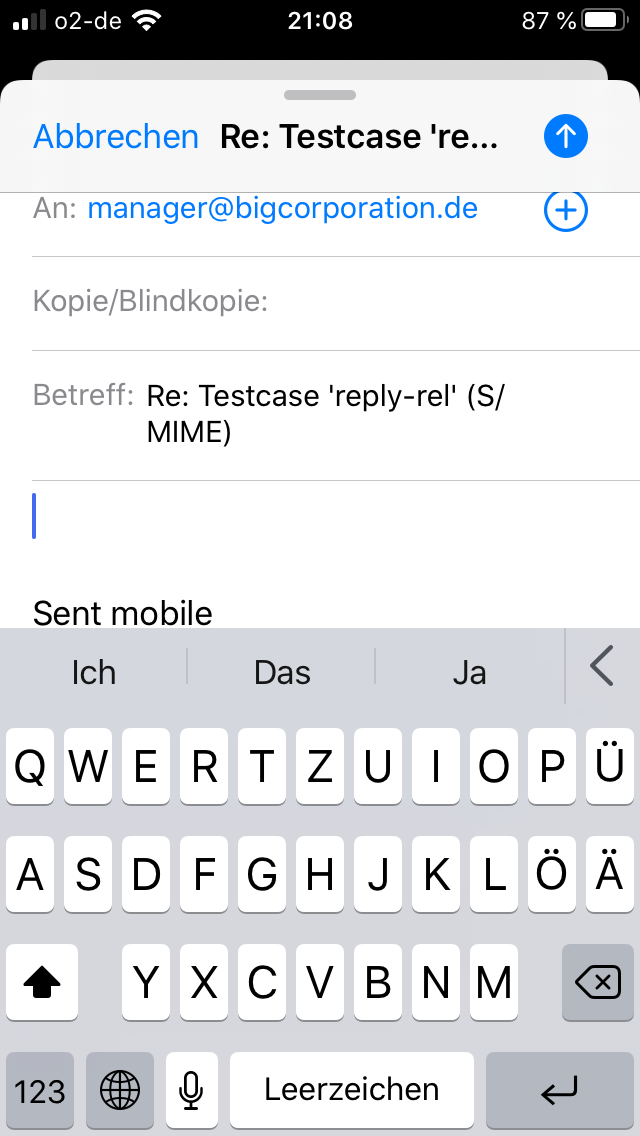 o2-de 21:08 87 %
Abbrechen Re: Testcase 're...
An: manager@bigcorporation.de
Kopie/Blindkopie:
Betreff: Re: Testcase 'reply-rel' (S/
MIME)
Sent mobile
Ich Das Ja
Q W E R T Z U I O P Ü
A S D F G H J K L Ö Ä
Y X C V B N M
123 Leerzeichen